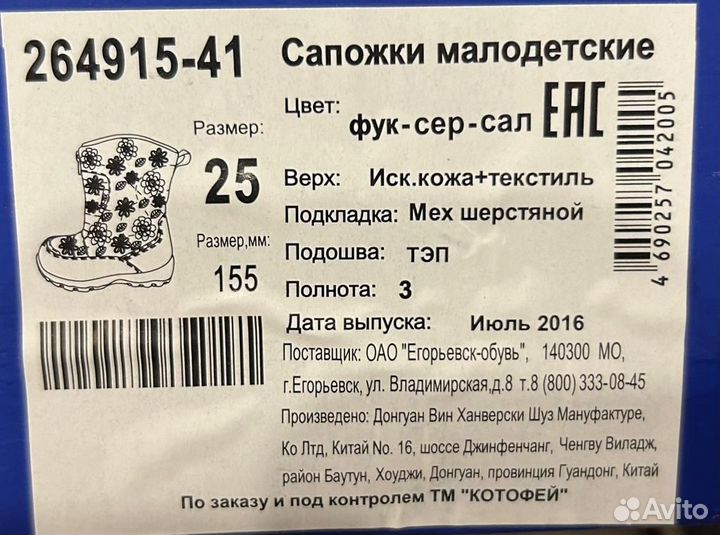 264915-41 Сапожки малодетские
Цвет: фук-сер-сал EAC
Размер: 25
Верх: Иск.кожа+текстиль
Подкладка: Мех шерстяной
Размер,мм: 155
Подошва: ТЭП
Полнота: 3
Дата выпуска: Июль 2016
Поставщик: ОАО "Егорьевск-обувь", 140300 МО,
г.Егорьевск, ул. Владимирская,д.8 т.8 (800) 333-08-45
Произведено: Донгуан Вин Ханверски Шуз Мануфактуре,
Ко Лтд, Китай No. 16, шоссе Джинфенчанг, Ченгву Виладж,
район Баутун, Хоуджи, Донгуан, провинция Гуандонг, Китай
По заказу и под контролем ТМ "КОТОФЕЙ"
4 690257 042005
Avito